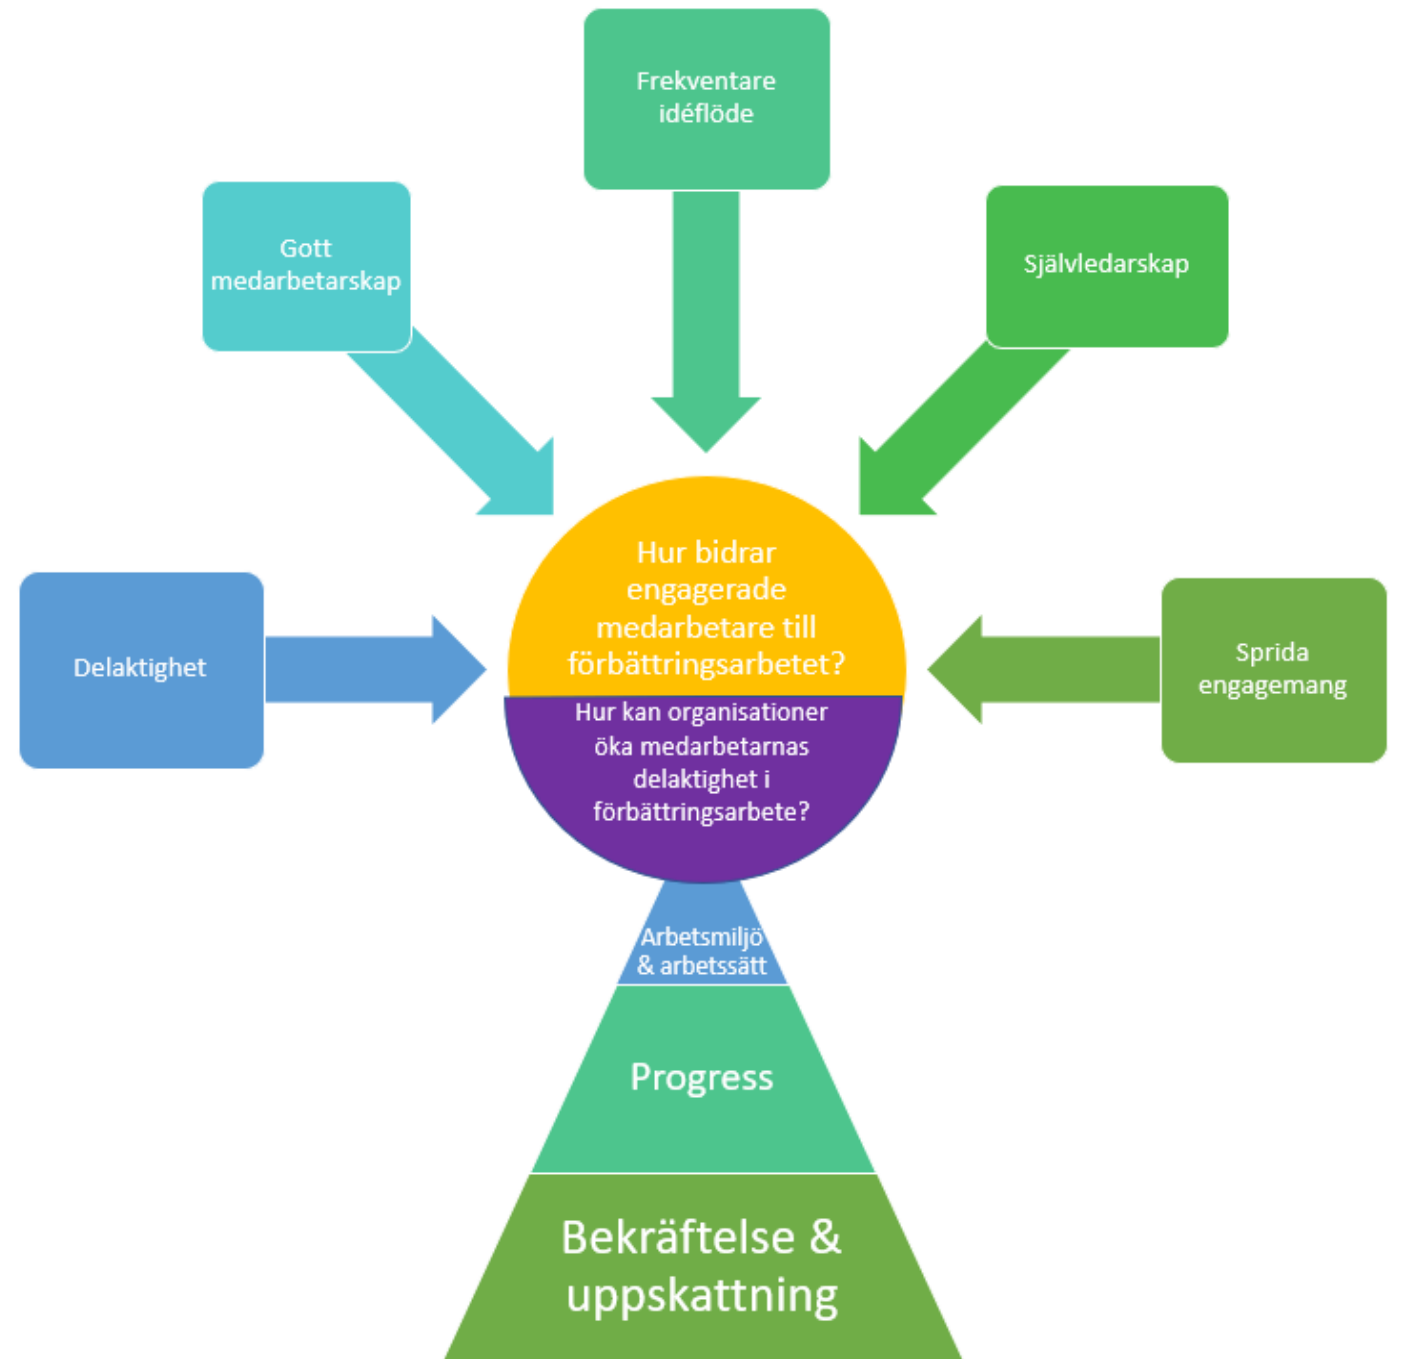 Frekventare
idéflöde
Gott
medarbetarskap
Självledarskap
Delaktighet
Hur bidrar
engagerade
medarbetare till
förbättringsarbetet?
Sprida
engagemang
Hur kan organisationer
öka medarbetarnas
delaktighet i
förbättringsarbete?
Arbetsmiljö
& arbetssätt
Progress
Bekräftelse &
uppskattning